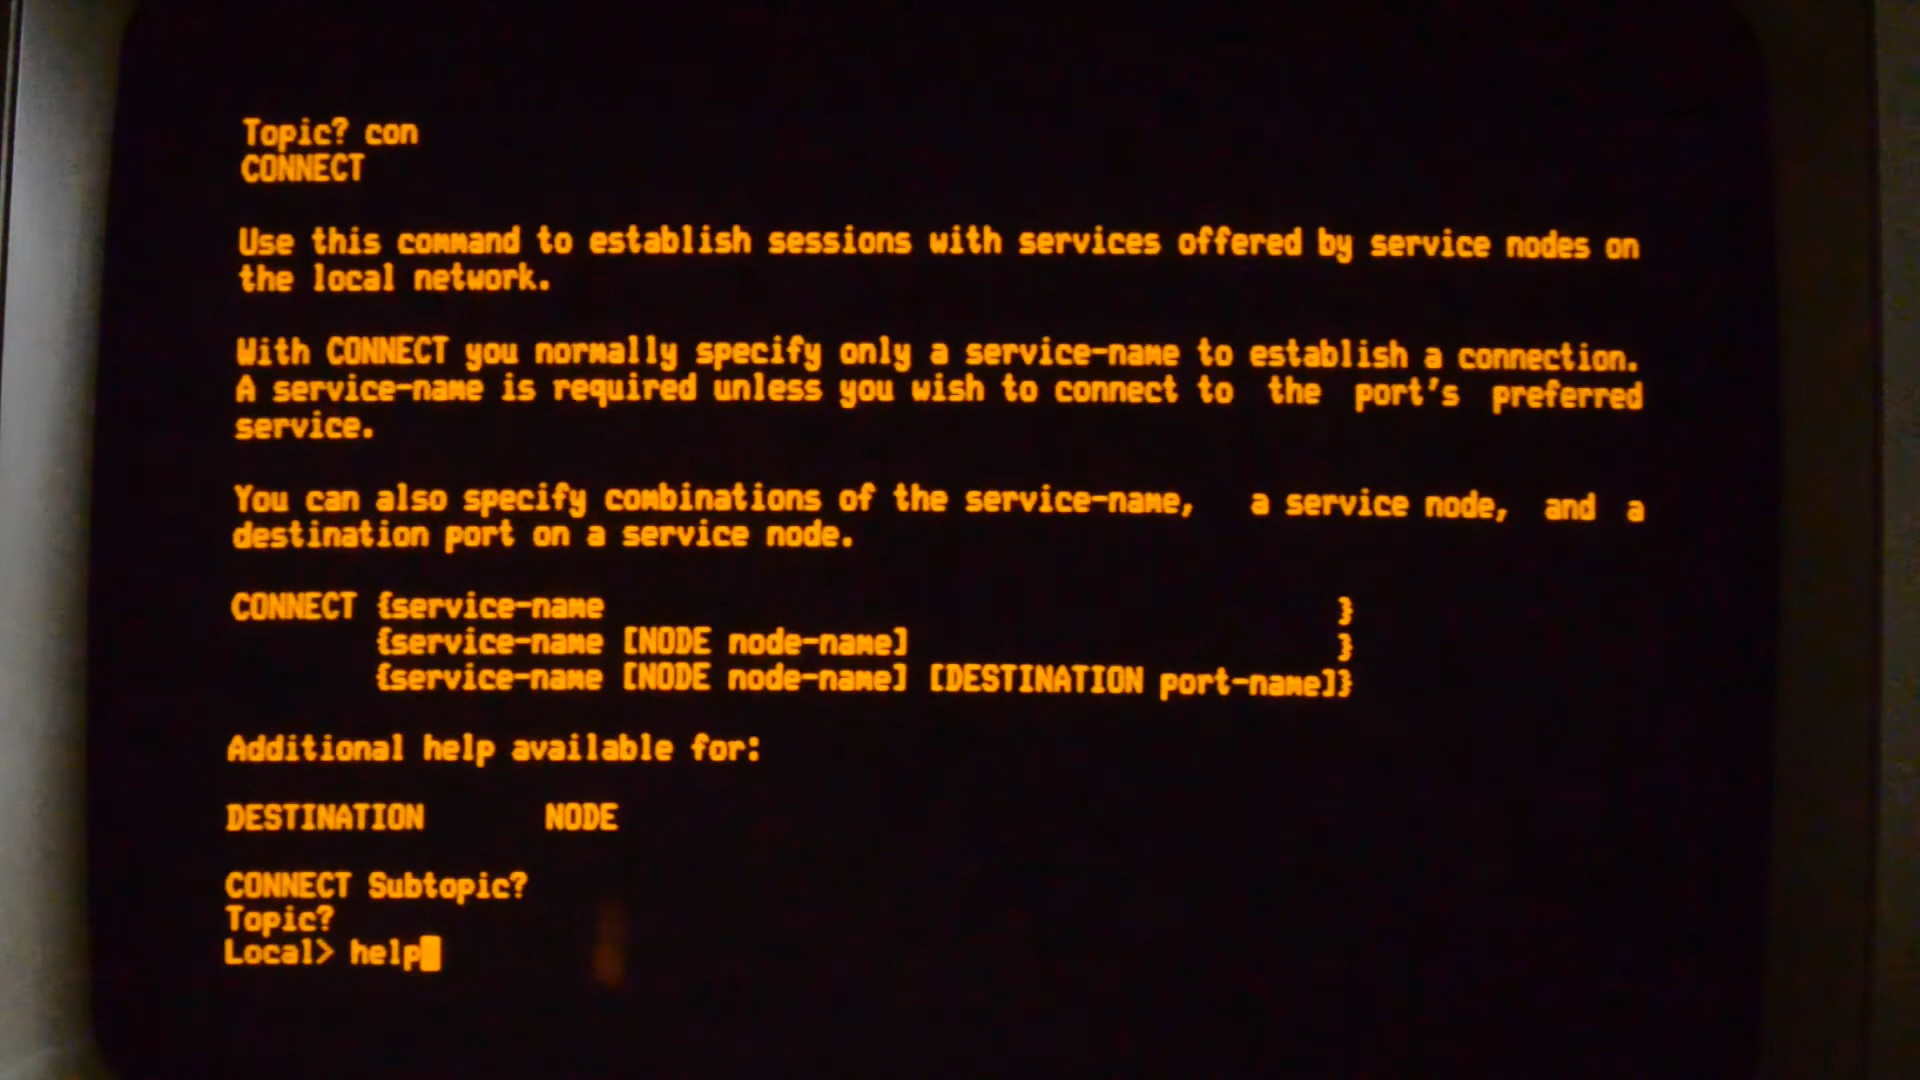 Topic? con
CONNECT
Use this command to establish sessions with services offered by service nodes on
the local network.
With CONNECT you normally specify only a service-name to establish a connection.
A service-name is required unless you wish to connect to the port's preferred
service.
You can also specify combinations of the service-name, a service node, and a
destination port on a service node.
CONNECT {service-name }
{service-name [NODE node-name] }
{service-name [NODE node-name] [DESTINATION port-name]}
Additional help available for:
DESTINATION NODE
CONNECT Subtopic?
Topic?
Local> help